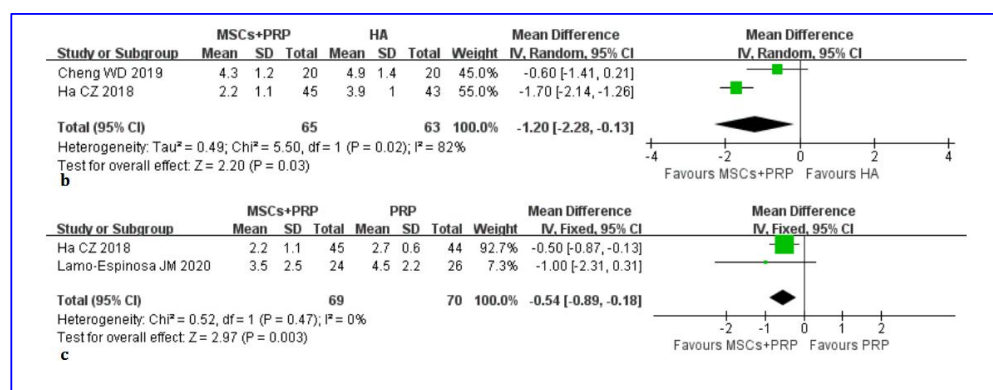 MSCs+PRP HA Mean Difference Mean Difference
Study or Subgroup Mean SD Total Mean SD Total Weight IV, Random, 95% CI IV, Random, 95% CI
Cheng WD 2019 4.3 1.2 20 4.9 1.4 20 45.0% -0.60 [-1.41, 0.21]
Ha CZ 2018 2.2 1.1 45 3.9 1 43 55.0% -1.70 [-2.14, -1.26]
Total (95% CI) 65 63 100.0% -1.20 [-2.28, -0.13]
Heterogeneity: Tau² = 0.49; Chi² = 5.50, df = 1 (P = 0.02); I² = 82%
Test for overall effect: Z = 2.20 (P = 0.03)
-4 -2 0 2 4
Favours MSCs+PRP Favours HA
b
MSCs+PRP PRP Mean Difference Mean Difference
Study or Subgroup Mean SD Total Mean SD Total Weight IV, Fixed, 95% CI IV, Fixed, 95% CI
Ha CZ 2018 2.2 1.1 45 2.7 0.6 44 92.7% -0.50 [-0.87, -0.13]
Lamo-Espinosa JM 2020 3.5 2.5 24 4.5 2.2 26 7.3% -1.00 [-2.31, 0.31]
Total (95% CI) 69 70 100.0% -0.54 [-0.89, -0.18]
Heterogeneity: Chi² = 0.52, df = 1 (P = 0.47); I² = 0%
Test for overall effect: Z = 2.97 (P = 0.003)
-2 -1 0 1 2
Favours MSCs+PRP Favours PRP
c